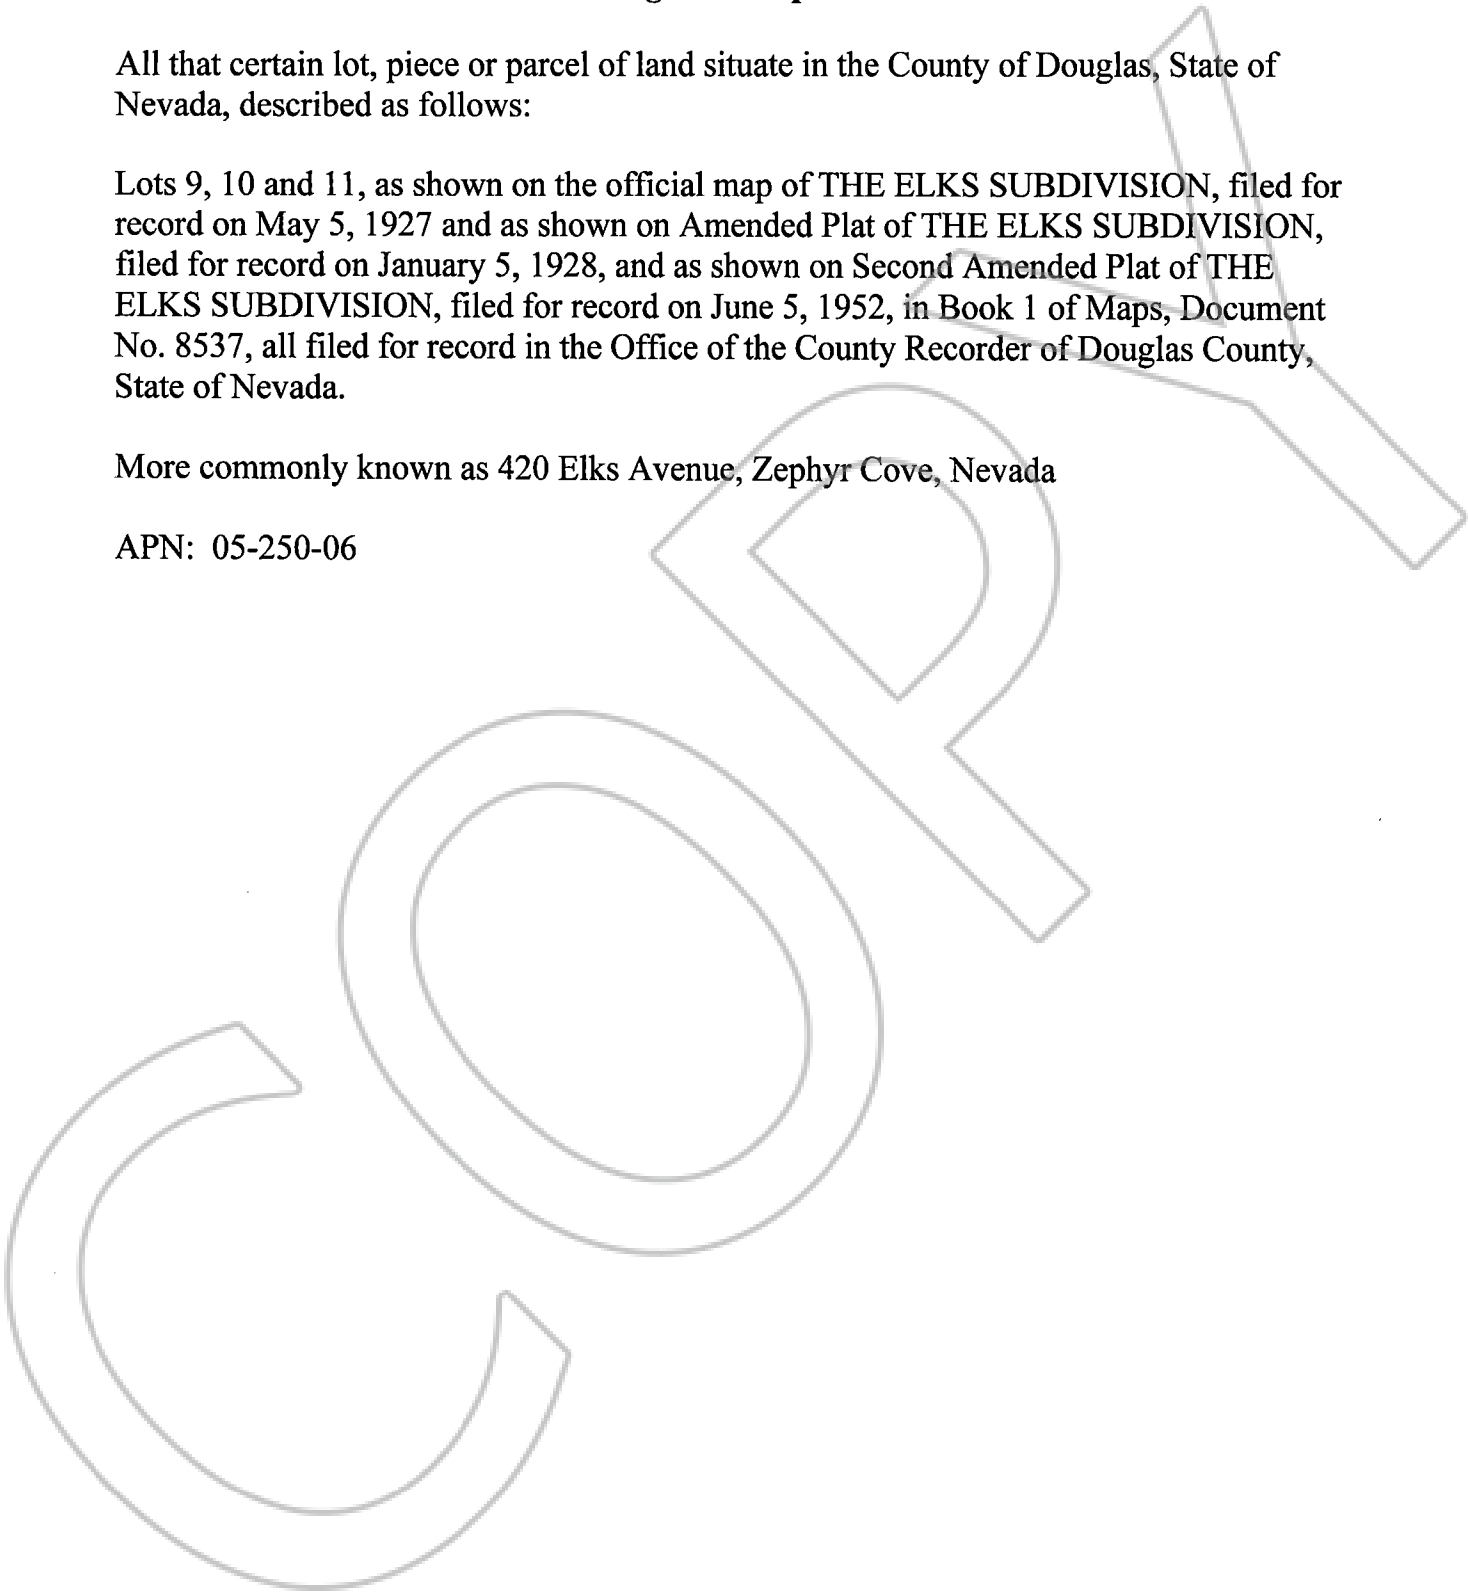 All that certain lot, piece or parcel of land situate in the County of Douglas, State of
Nevada, described as follows:
Lots 9, 10 and 11, as shown on the official map of THE ELKS SUBDIVISION, filed for
record on May 5, 1927 and as shown on Amended Plat of THE ELKS SUBDIVISION,
filed for record on January 5, 1928, and as shown on Second Amended Plat of THE
ELKS SUBDIVISION, filed for record on June 5, 1952, in Book 1 of Maps, Document
No. 8537, all filed for record in the Office of the County Recorder of Douglas County,
State of Nevada.
More commonly known as 420 Elks Avenue, Zephyr Cove, Nevada
APN: 05-250-06
COPY